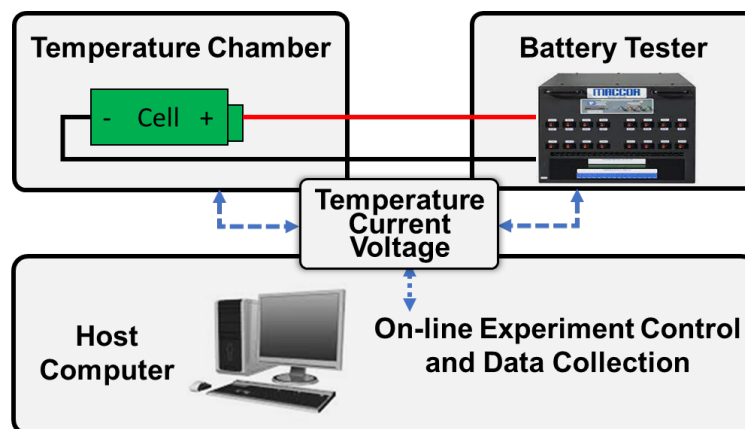 Temperature Chamber
Battery Tester
MACCOR
- Cell +
Temperature
Current
Voltage
Host
Computer
On-line Experiment Control
and Data Collection